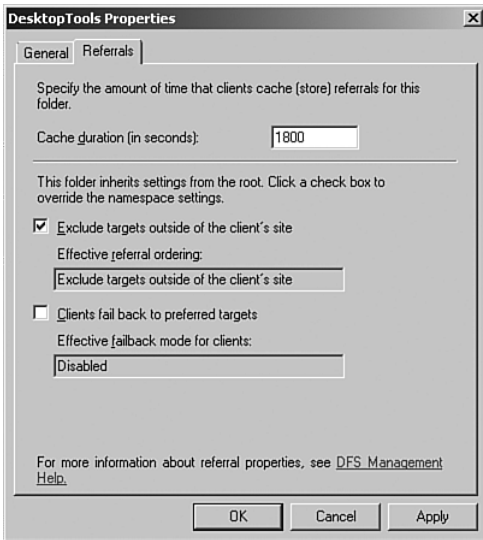 DesktopTools Properties
General Referrals
Specify the amount of time that clients cache (store) referrals for this
folder.
Cache duration (in seconds): 1800
This folder inherits settings from the root. Click a check box to
override the namespace settings.
Exclude targets outside of the client's site
Effective referral ordering:
Exclude targets outside of the client's site
Clients fail back to preferred targets
Effective failback mode for clients:
Disabled
For more information about referral properties, see DFS Management
Help.
OK Cancel Apply